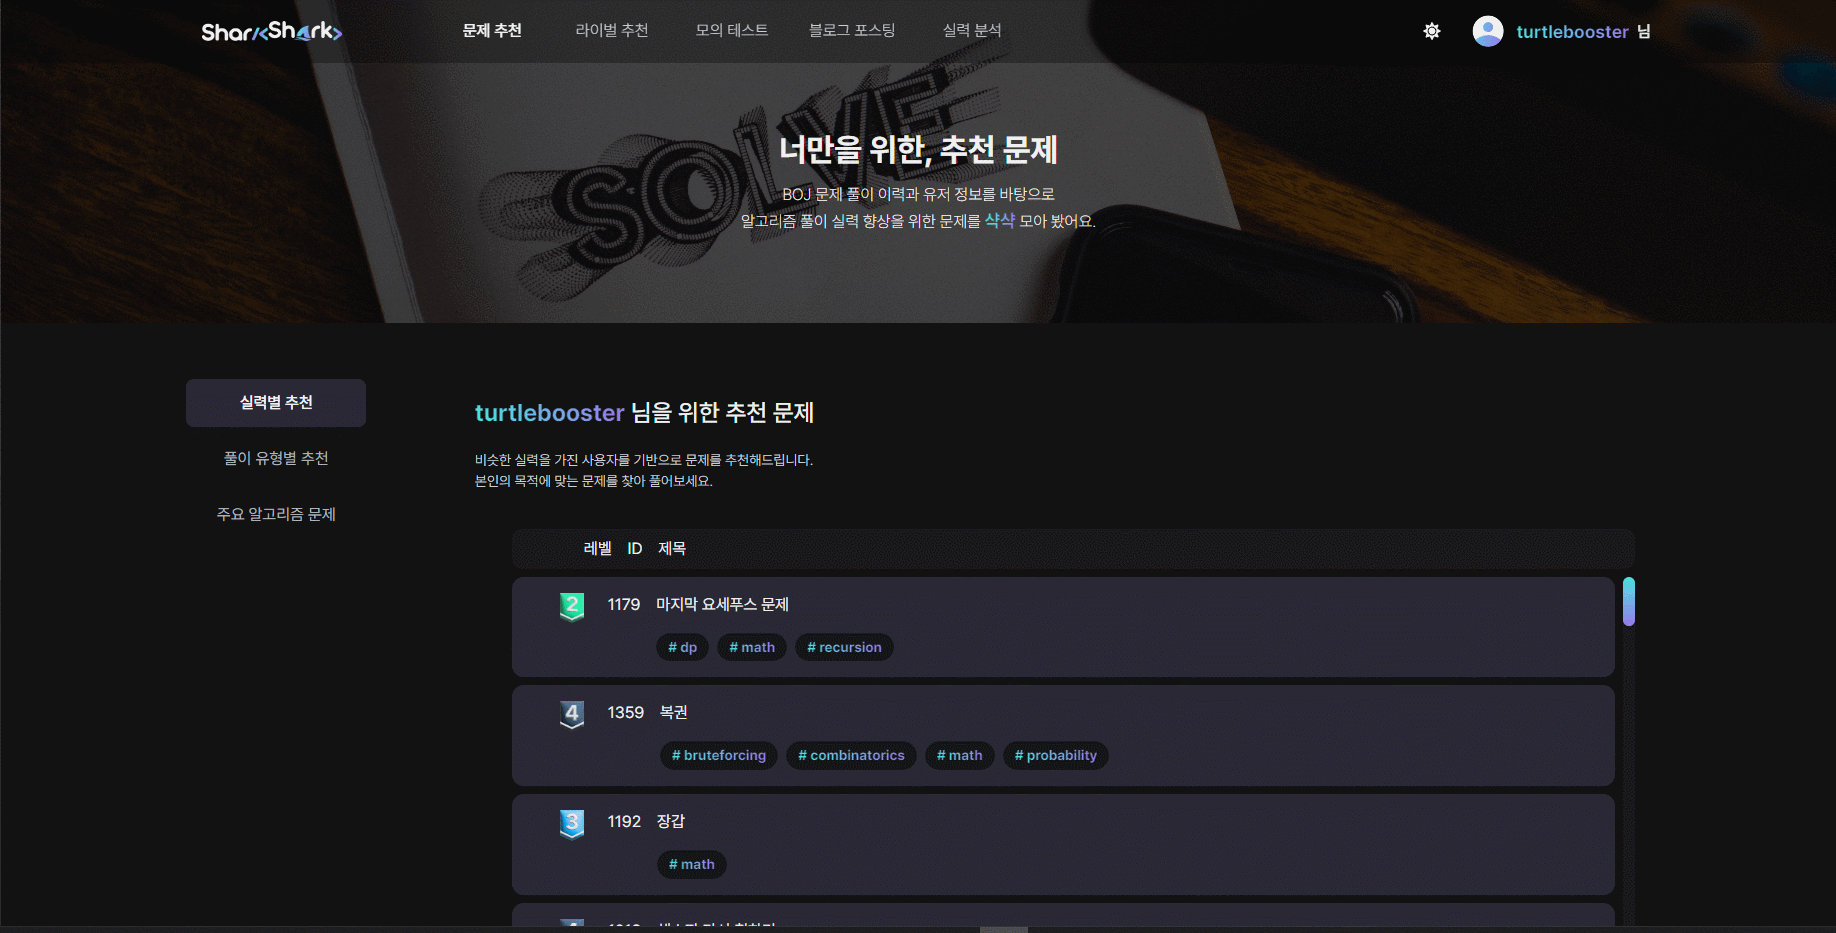 Shark<Shark>
문제 추천
라이벌 추천
모의 테스트
블로그 포스팅
실력 분석
turtlebooster 님
SOLVE
너만을 위한, 추천 문제
BOJ 문제 풀이 이력과 유저 정보를 바탕으로
알고리즘 풀이 실력 향상을 위한 문제를 샥샥 모아 봤어요.
실력별 추천
풀이 유형별 추천
주요 알고리즘 문제
turtlebooster 님을 위한 추천 문제
비슷한 실력을 가진 사용자를 기반으로 문제를 추천해드립니다.
본인의 목적에 맞는 문제를 찾아 풀어보세요.
레벨 ID 제목
2 1179 마지막 요세푸스 문제
# dp # math # recursion
4 1359 복권
# bruteforcing # combinatorics # math # probability
3 1192 장갑
# math